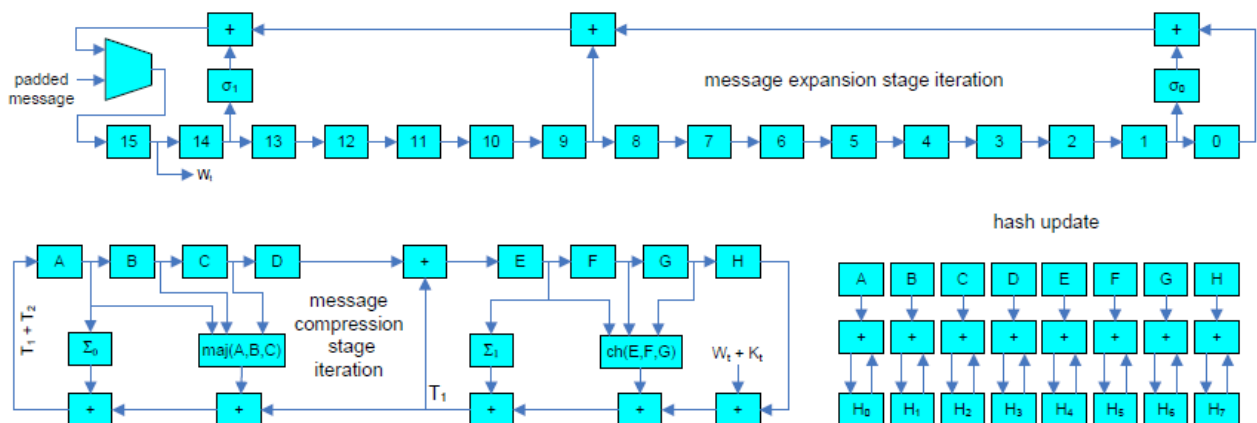 + + +
padded
message
σ₁
message expansion stage iteration
σ₀
15 14 13 12 11 10 9 8 7 6 5 4 3 2 1 0
Wₜ
hash update
A B C D + E F G H
A B C D E F G H
message
compression
stage
iteration
T₁ + T₂
Σ₀
maj(A,B,C)
Σ₁
ch(E,F,G)
Wₜ + Kₜ
+ + + + + + + +
T₁
+ + + + +
H₀ H₁ H₂ H₃ H₄ H₅ H₆ H₇